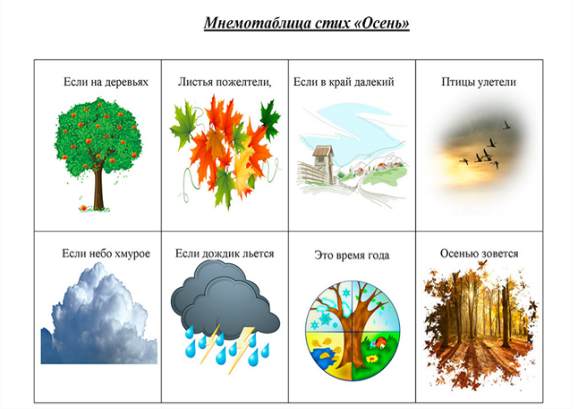 Мнемотаблица стих «Осень»
Если на деревьях
Листья пожелтели,
Если в край далекий
Птицы улетели
Если небо хмурое
Если дождик льется
Это время года
Осенью зовется